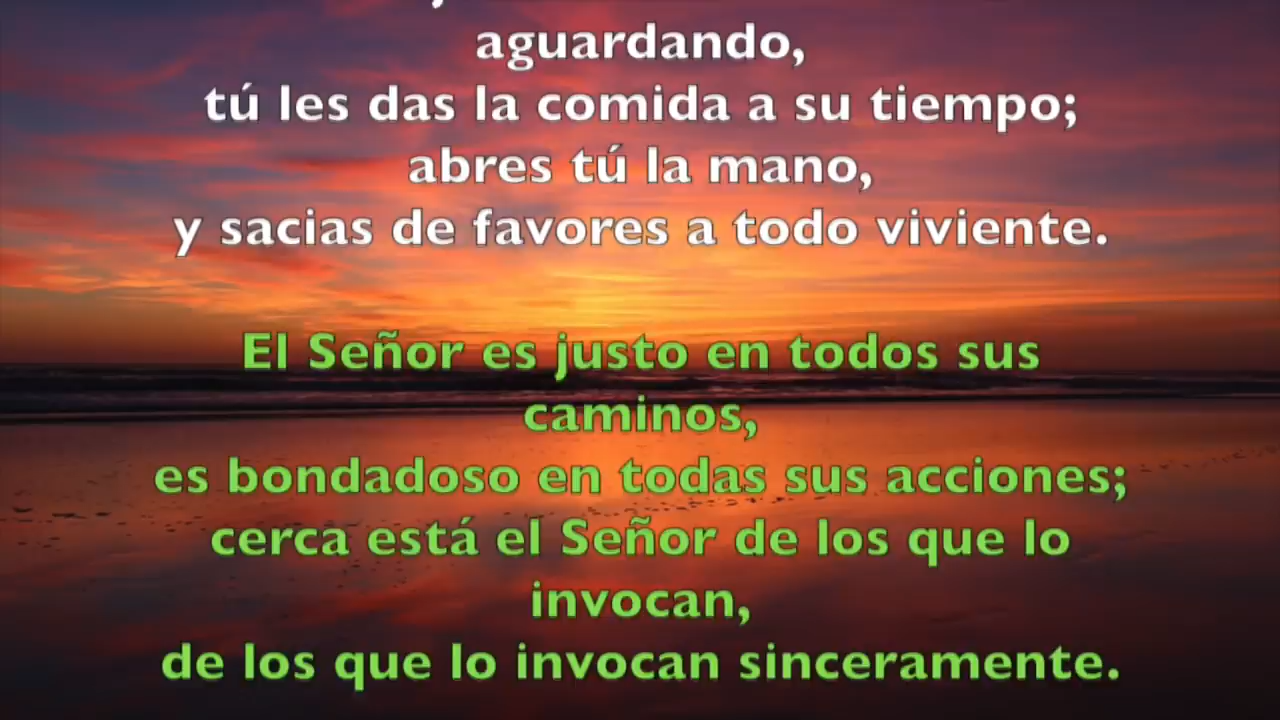 aguardando,
tú les das la comida a su tiempo;
abres tú la mano,
y sacias de favores a todo viviente.
El Señor es justo en todos sus
caminos,
es bondadoso en todas sus acciones;
cerca está el Señor de los que lo
invocan,
de los que lo invocan sinceramente.